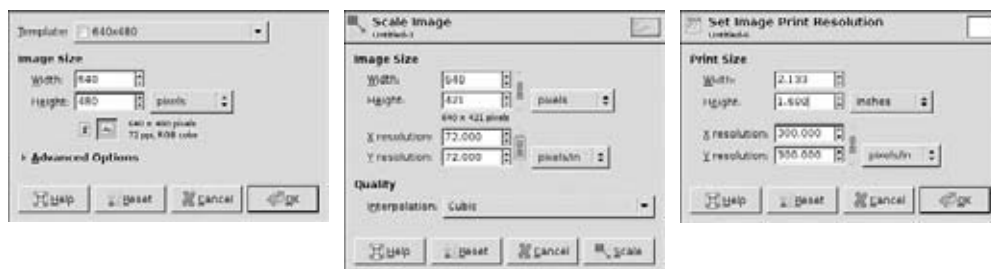 Template: 640x480
Image Size
Width: 640
Height: 480 pixels
640 x 480 pixels
72 ppi, RGB color
Advanced Options
Help Reset Cancel OK
Scale Image
Image Size
Width: 640
Height: 421 pixels
640 x 421 pixels
X resolution: 72.000
Y resolution: 72.000 pixels/in
Quality
Interpolation: Cubic
Help Reset Cancel Scale
Set Image Print Resolution
Print Size
Width: 2.133
Height: 1.600 inches
X resolution: 300.000
Y resolution: 300.000 pixels/in
Help Reset Cancel OK